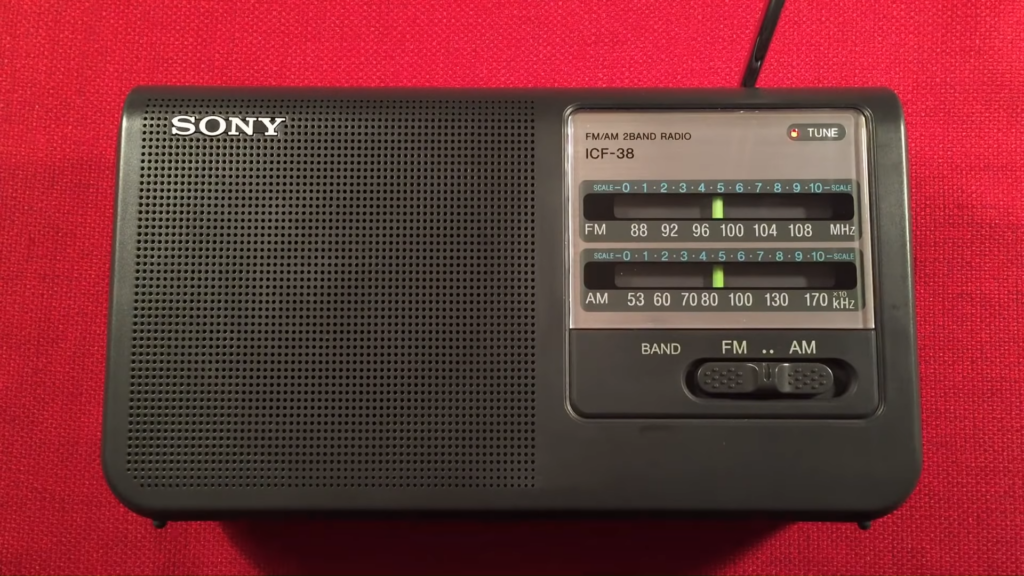 SONY
FM/AM 2BAND RADIO
TUNE
ICF-38
SCALE-0·1·2·3·4·5·6·7·8·9·10-SCALE
FM 88 92 96 100 104 108 MHz
SCALE-0·1·2·3·4·5·6·7·8·9·10-SCALE
AM 53 60 70 80 100 130 170 x10 kHz
BAND FM •• AM